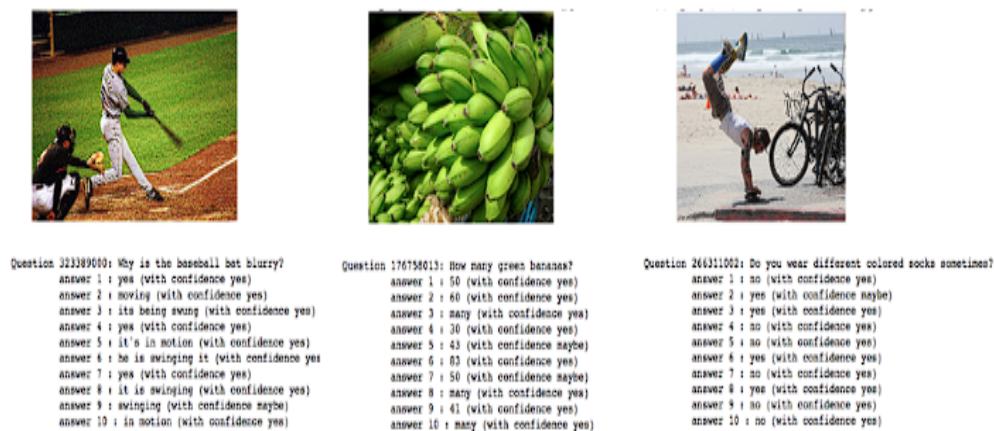 Question 323389000: Why is the baseball bat blurry?
answer 1 : yes (with confidence yes)
answer 2 : moving (with confidence yes)
answer 3 : its being swung (with confidence yes)
answer 4 : yes (with confidence yes)
answer 5 : it's in motion (with confidence yes)
answer 6 : he is swinging it (with confidence yes
answer 7 : yes (with confidence yes)
answer 8 : it is swinging (with confidence yes)
answer 9 : swinging (with confidence maybe)
answer 10 : in motion (with confidence yes)
Question 176758013: How many green bananas?
answer 1 : 50 (with confidence yes)
answer 2 : 60 (with confidence yes)
answer 3 : many (with confidence yes)
answer 4 : 30 (with confidence yes)
answer 5 : 43 (with confidence maybe)
answer 6 : 83 (with confidence yes)
answer 7 : 50 (with confidence maybe)
answer 8 : many (with confidence yes)
answer 9 : 41 (with confidence yes)
answer 10 : many (with confidence yes)
Question 266311002: Do you wear different colored socks sometimes?
answer 1 : no (with confidence yes)
answer 2 : yes (with confidence maybe)
answer 3 : yes (with confidence yes)
answer 4 : no (with confidence yes)
answer 5 : no (with confidence yes)
answer 6 : yes (with confidence yes)
answer 7 : no (with confidence yes)
answer 8 : yes (with confidence yes)
answer 9 : no (with confidence yes)
answer 10 : no (with confidence yes)